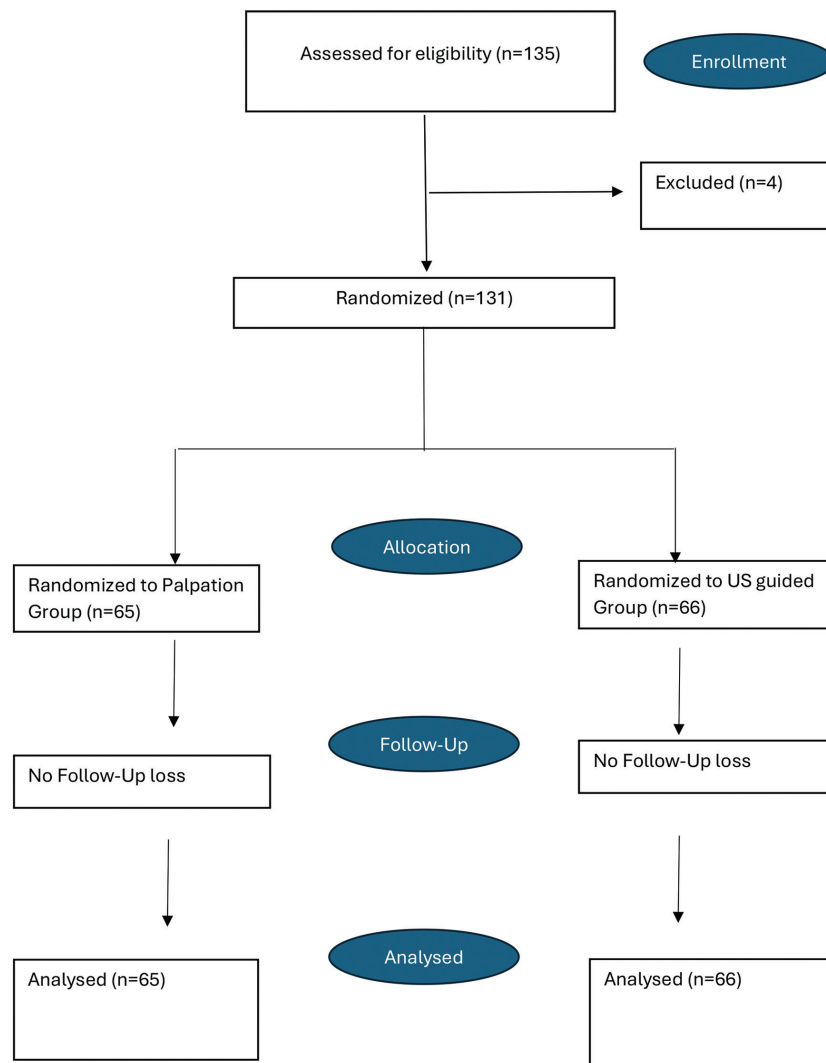 Assessed for eligibility (n=135)
Enrollment
Excluded (n=4)
Randomized (n=131)
Allocation
Randomized to Palpation
Group (n=65)
Randomized to US guided
Group (n=66)
Follow-Up
No Follow-Up loss
No Follow-Up loss
Analysed
Analysed (n=65)
Analysed (n=66)